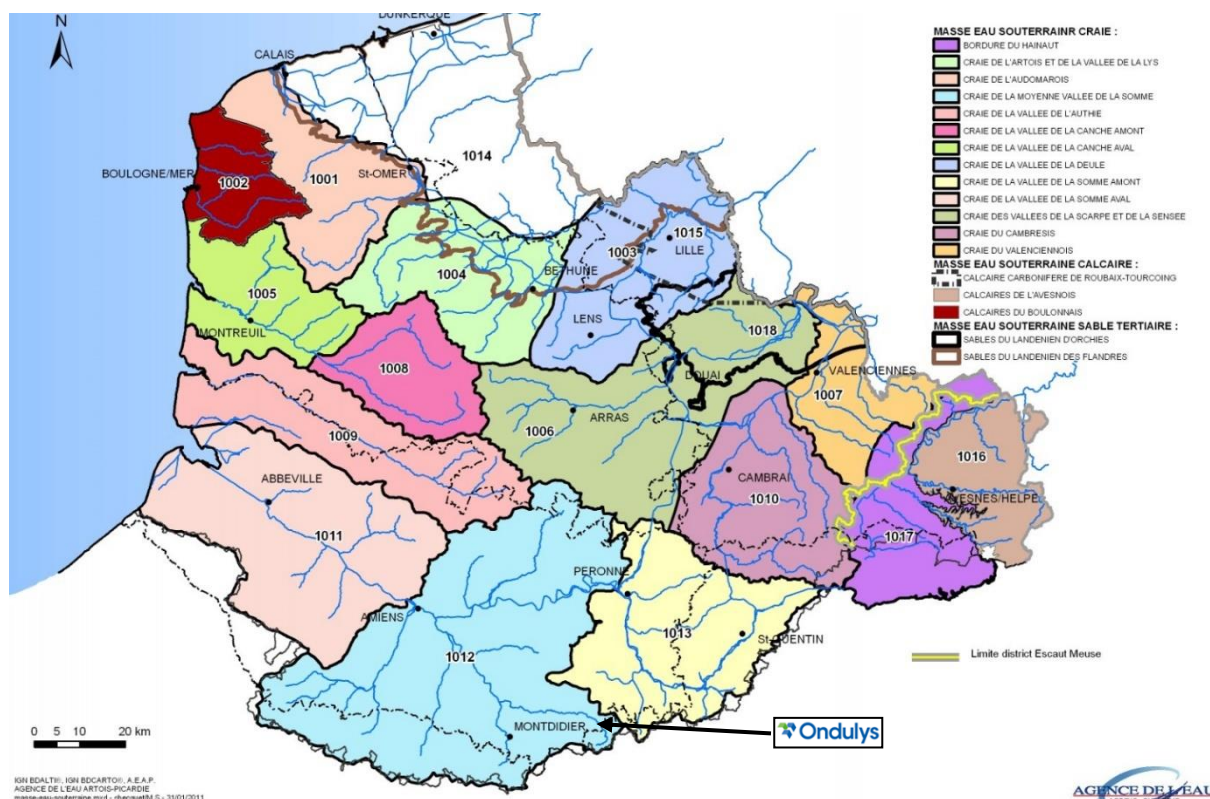 N
DUNKERQUE
CALAIS
1014
BOULOGNE/MER
1002
1001
St-OMER
1015
1003
LILLE
1004
BETHUNE
1005
MONTREUIL
LENS
1018
1008
DOUAI
VALENCIENNES
1007
1006
ARRAS
1009
1016
ABBEVILLE
CAMBRAI
1010
AVESNES/HELPE
1011
1017
PERONNE
AMIENS
1013
St-QUENTIN
1012
MONTDIDIER
Ondulys
MASSE EAU SOUTERRAINR CRAIE :
BORDURE DU HAINAUT
CRAIE DE L'ARTOIS ET DE LA VALLEE DE LA LYS
CRAIE DE L'AUDOMAROIS
CRAIE DE LA MOYENNE VALLEE DE LA SOMME
CRAIE DE LA VALLEE DE L'AUTHIE
CRAIE DE LA VALLEE DE LA CANCHE AMONT
CRAIE DE LA VALLEE DE LA CANCHE AVAL
CRAIE DE LA VALLEE DE LA DEULE
CRAIE DE LA VALLEE DE LA SOMME AMONT
CRAIE DE LA VALLEE DE LA SOMME AVAL
CRAIE DES VALLEES DE LA SCARPE ET DE LA SENSEE
CRAIE DU CAMBRESIS
CRAIE DU VALENCIENNOIS
MASSE EAU SOUTERRAINE CALCAIRE :
CALCAIRE CARBONIFERE DE ROUBAIX-TOURCOING
CALCAIRES DE L'AVESNOIS
CALCAIRES DU BOULONNAIS
MASSE EAU SOUTERRAINE SABLE TERTIAIRE :
SABLES DU LANDENIEN D'ORCHIES
SABLES DU LANDENIEN DES FLANDRES
Limite district Escaut Meuse
0 5 10 20 km
IGN BDALTI®, IGN BDCARTO®, A.E.A.P.
AGENCE DE L'EAU ARTOIS-PICARDIE
AGENCE DE L'EAU